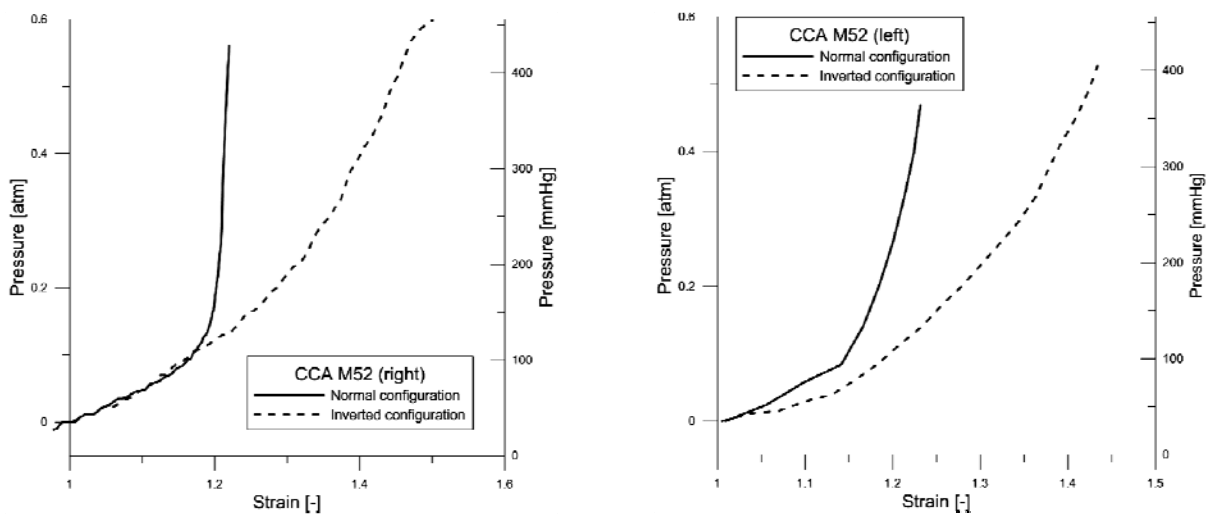 0.6
0.4
0.2
0
Pressure [atm]
400
300
200
100
0
Pressure [mmHg]
CCA M52 (right)
Normal configuration
Inverted configuration
1
1.2
1.4
1.6
Strain [-]
0.6
0.4
0.2
0
Pressure [atm]
CCA M52 (left)
Normal configuration
Inverted configuration
400
300
200
100
0
Pressure [mmHg]
1
1.1
1.2
1.3
1.4
1.5
Strain [-]